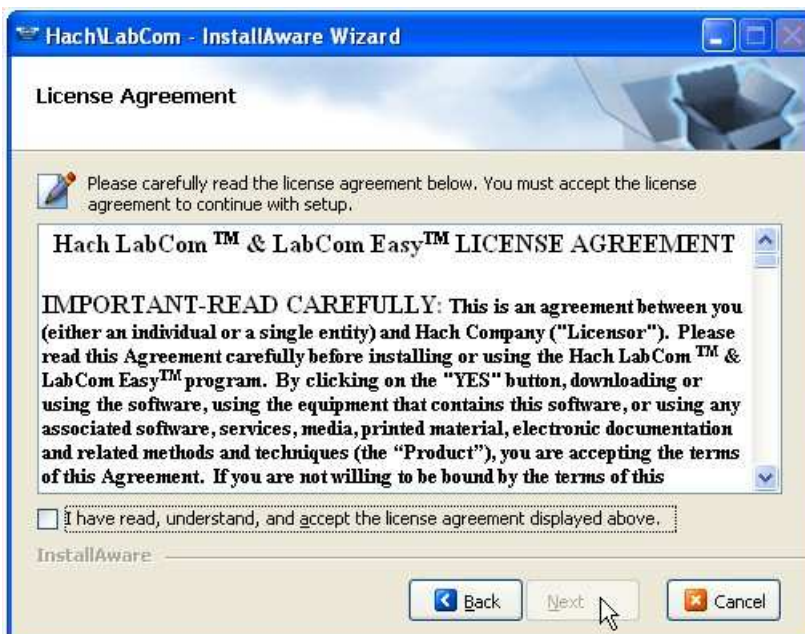 Hach\LabCom - InstallAware Wizard
License Agreement
Please carefully read the license agreement below. You must accept the license
agreement to continue with setup.
Hach LabCom ™ & LabCom Easy™ LICENSE AGREEMENT
IMPORTANT-READ CAREFULLY: This is an agreement between you
(either an individual or a single entity) and Hach Company ("Licensor"). Please
read this Agreement carefully before installing or using the Hach LabCom ™ &
LabCom Easy™ program. By clicking on the "YES" button, downloading or
using the software, using the equipment that contains this software, or using any
associated software, services, media, printed material, electronic documentation
and related methods and techniques (the “Product”), you are accepting the terms
of this Agreement. If you are not willing to be bound by the terms of this
I have read, understand, and accept the license agreement displayed above.
InstallAware
Back Next Cancel